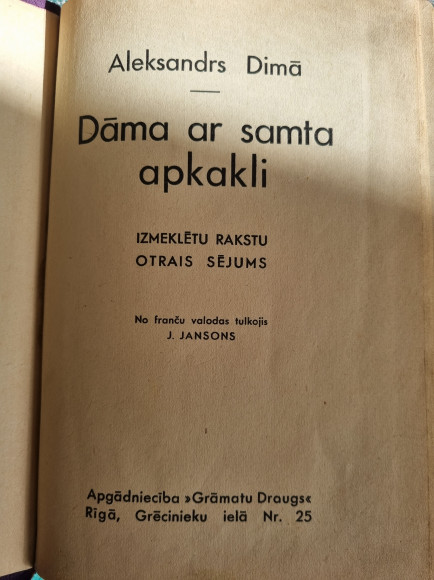 Aleksandrs Dimā
Dāma ar samta
apkakli
IZMEKLĒTU RAKSTU
OTRAIS SĒJUMS
No franču valodas tulkojis
J. JANSONS
Apgādniecība »Grāmatu Draugs«
Rīgā, Grēcinieku ielā Nr. 25